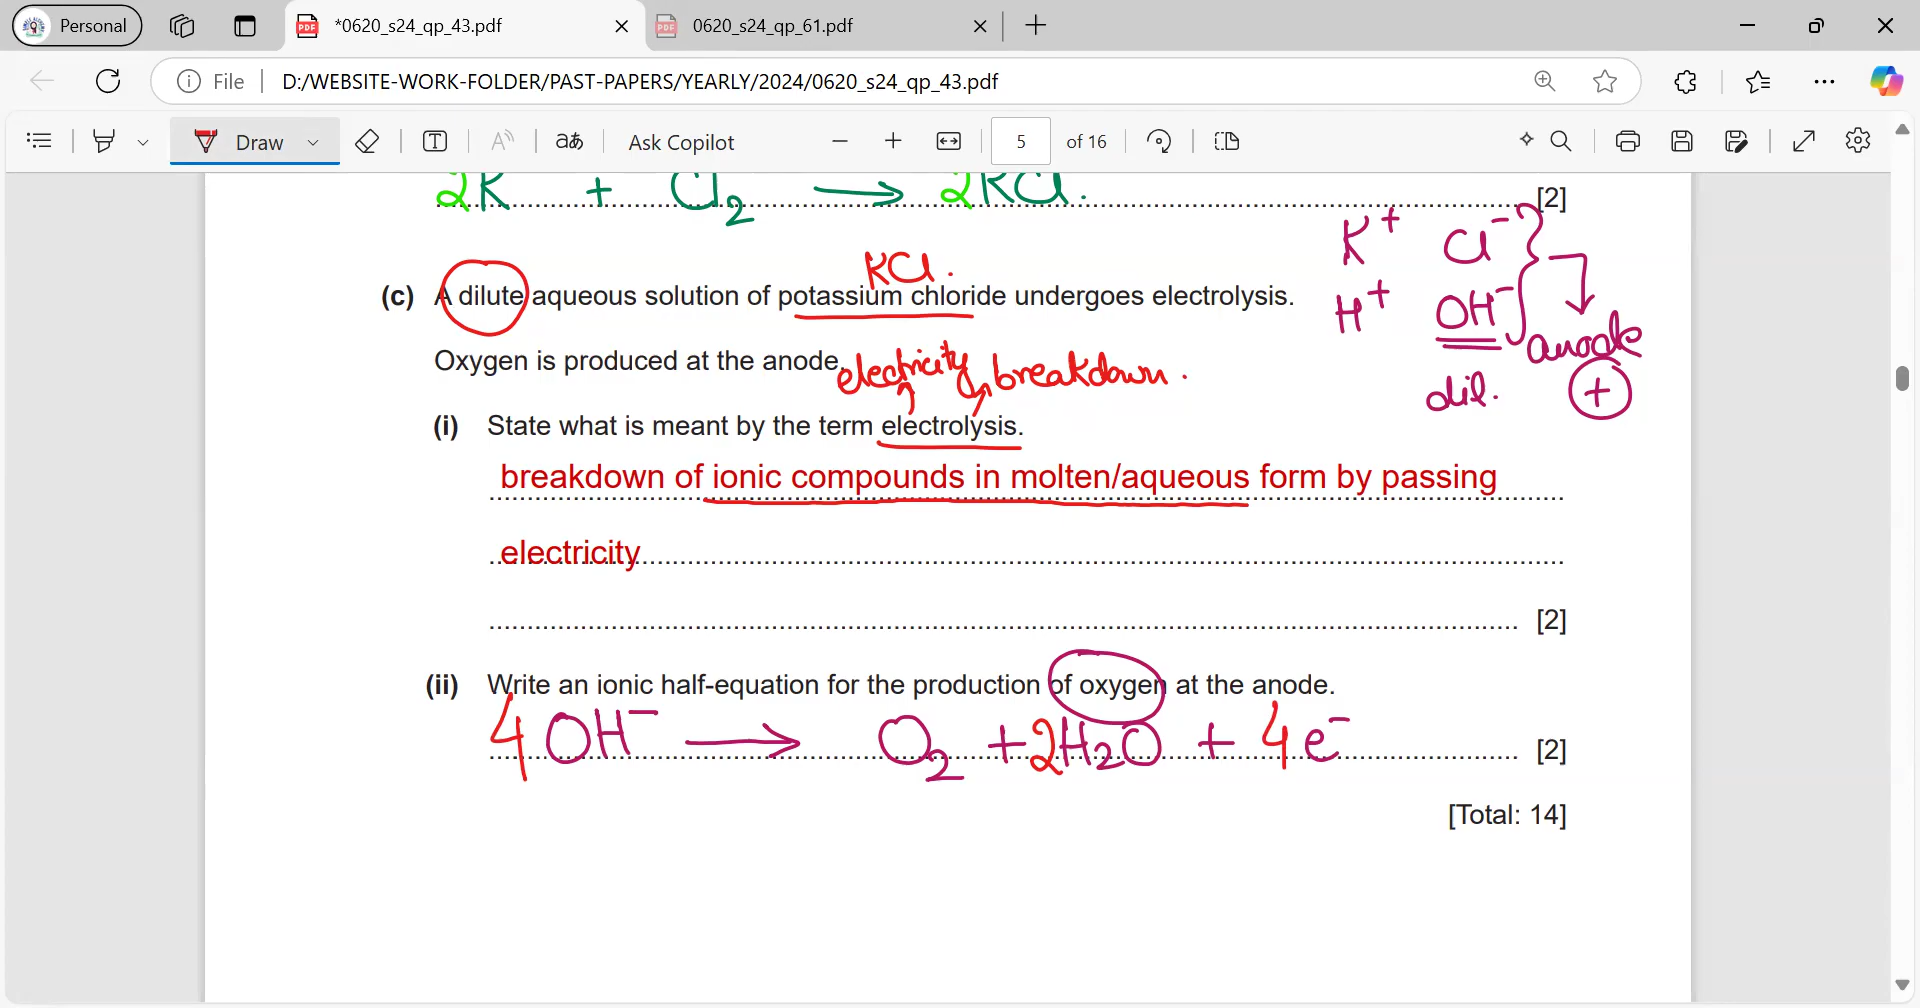 Personal
*0620_s24_qp_43.pdf
0620_s24_qp_61.pdf
File
D:/WEBSITE-WORK-FOLDER/PAST-PAPERS/YEARLY/2024/0620_s24_qp_43.pdf
Draw
aあ
Ask Copilot
5 of 16
2K + Cl2 → 2KCl. [2]
K+ Cl-
H+ OH-
anode
dil. +
KCl.
(c) A dilute aqueous solution of potassium chloride undergoes electrolysis.
Oxygen is produced at the anode.
electricity breakdown.
(i) State what is meant by the term electrolysis.
breakdown of ionic compounds in molten/aqueous form by passing
electricity
[2]
(ii) Write an ionic half-equation for the production of oxygen at the anode.
4OH- → O2 + 2H2O + 4e- [2]
[Total: 14]